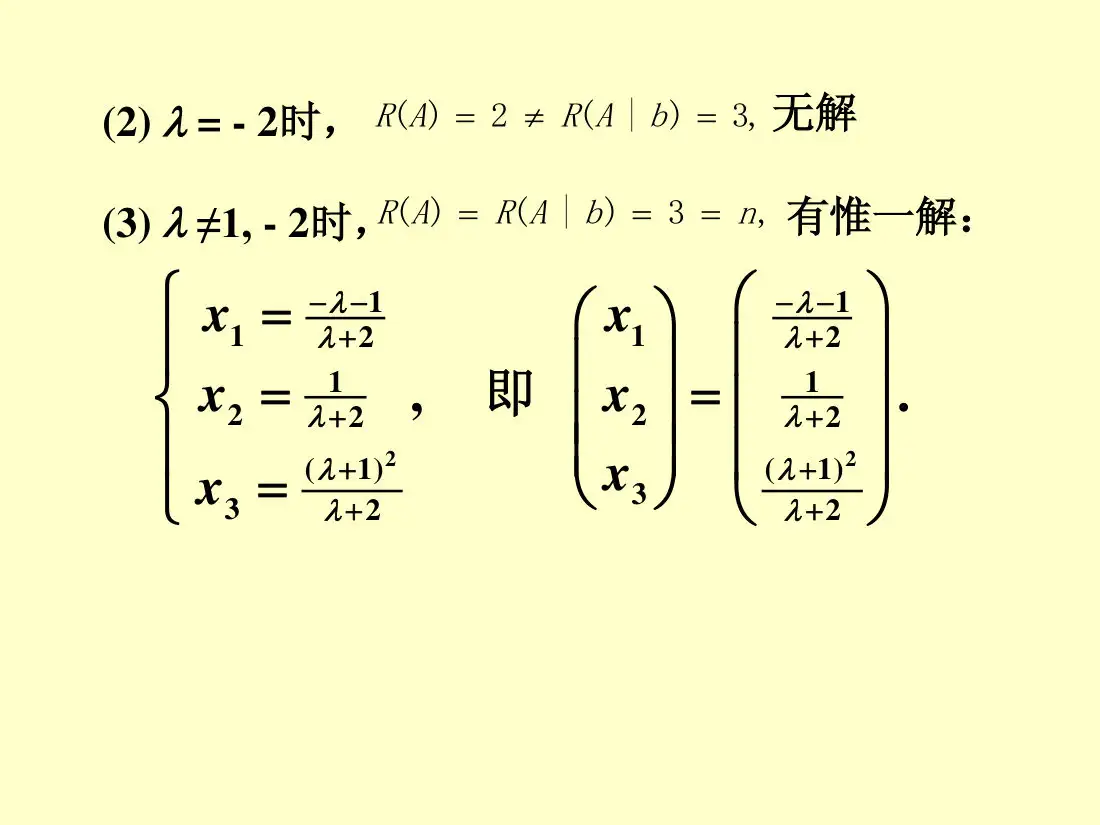 (2) λ = - 2时， R(A) = 2 ≠ R(A | b) = 3, 无解
(3) λ ≠1, - 2时, R(A) = R(A | b) = 3 = n, 有惟一解：
{ x₁ = (-λ-1)/(λ+2) x₂ = 1/(λ+2) x₃ = (λ+1)²/(λ+2) , 即 (x₁ x₂ x₃) = ((-λ-1)/(λ+2) 1/(λ+2) (λ+1)²/(λ+2)) .